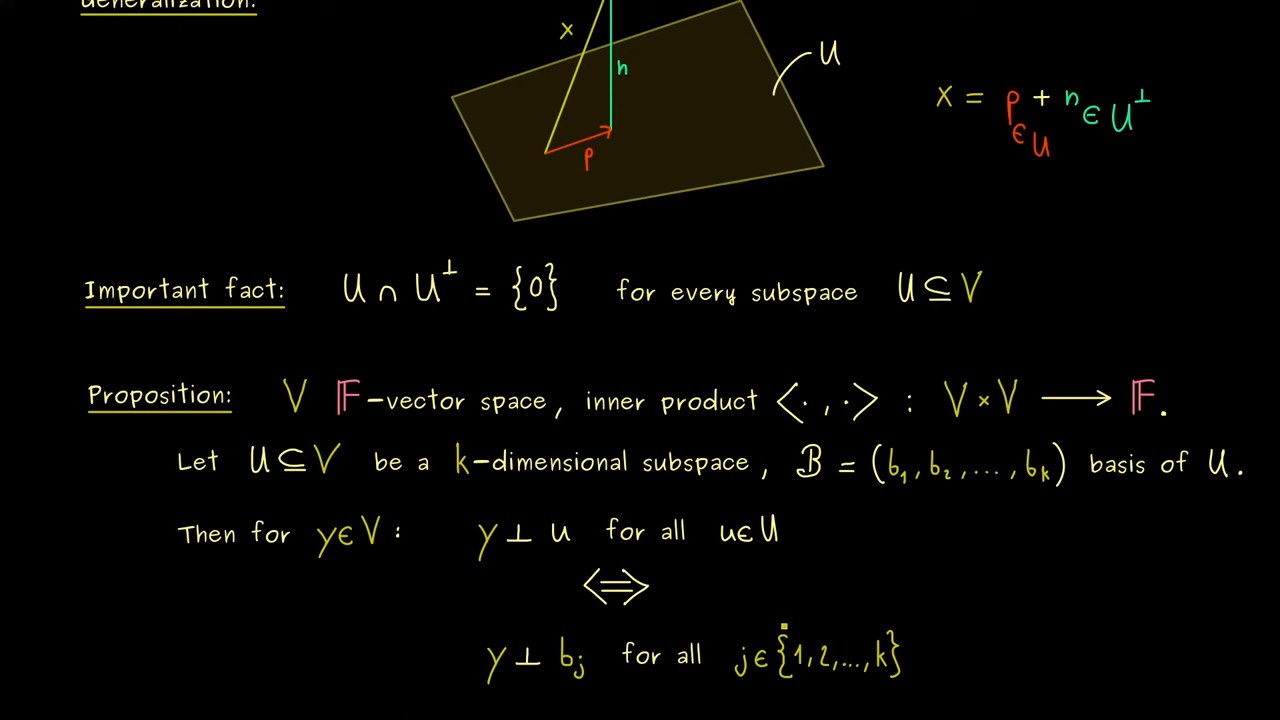 Generalization:
x
n
U
p
x = p + n ∈ U⊥
∈ U
Important fact: U ∩ U⊥ = {0} for every subspace U ⊆ V
Proposition: V 𝔽-vector space, inner product <·,·> : V × V ⟶ 𝔽.
Let U ⊆ V be a k-dimensional subspace, ℬ = (b₁, b₂, ..., bₖ) basis of U.
Then for y ∈ V : y ⊥ u for all u ∈ U
⟺
y ⊥ bⱼ for all j ∈ {1, 2, ..., k}